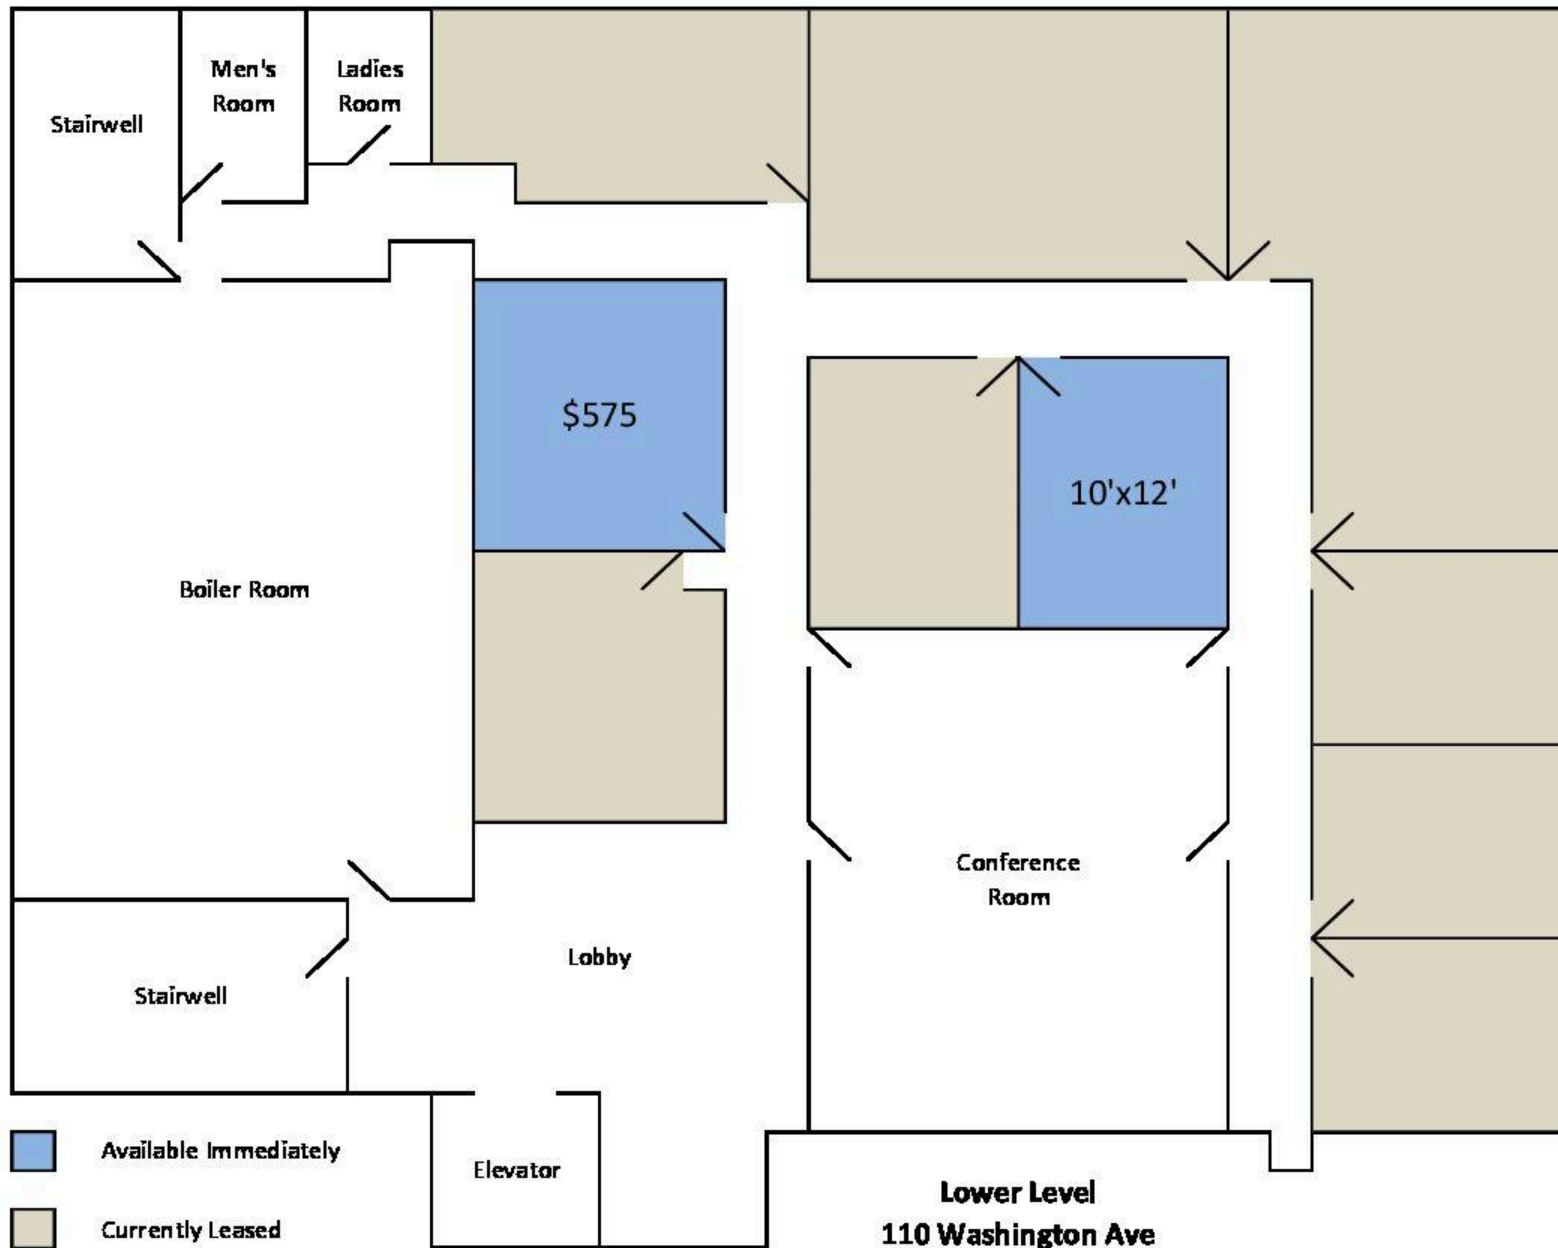 Men's
Room
Ladies
Room
Stairwell
$575
10'x12'
Boiler Room
Conference
Room
Lobby
Stairwell
Available Immediately
Elevator
Currently Leased
Lower Level
110 Washington Ave